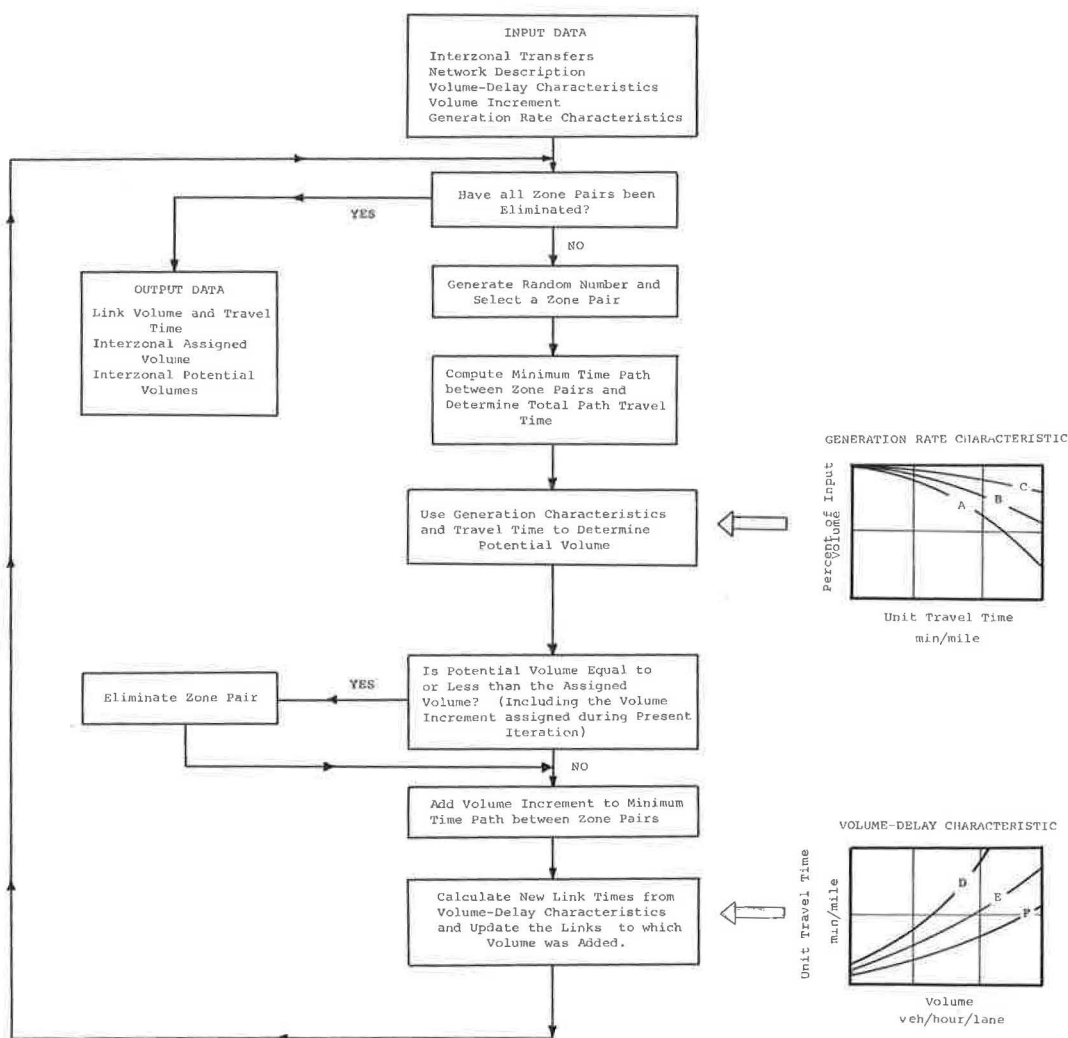 INPUT DATA
Interzonal Transfers
Network Description
Volume-Delay Characteristics
Volume Increment
Generation Rate Characteristics
Have all Zone Pairs been
Eliminated?
YES
NO
OUTPUT DATA
Link Volume and Travel
Time
Interzonal Assigned
Volume
Interzonal Potential
Volumes
Generate Random Number and
Select a Zone Pair
Compute Minimum Time Path
between Zone Pairs and
Determine Total Path Travel
Time
GENERATION RATE CHARACTERISTIC
Percent of Input
Volume
C
B
A
Unit Travel Time
min/mile
Use Generation Characteristics
and Travel Time to Determine
Potential Volume
Is Potential Volume Equal to
or Less than the Assigned
Volume? (Including the Volume
Increment assigned during Present
Iteration)
YES
Eliminate Zone Pair
NO
Add Volume Increment to Minimum
Time Path between Zone Pairs
VOLUME-DELAY CHARACTERISTIC
Unit Travel Time
min/mile
D
E
F
Volume
veh/hour/lane
Calculate New Link Times from
Volume-Delay Characteristics
and Update the Links to which
Volume was Added.